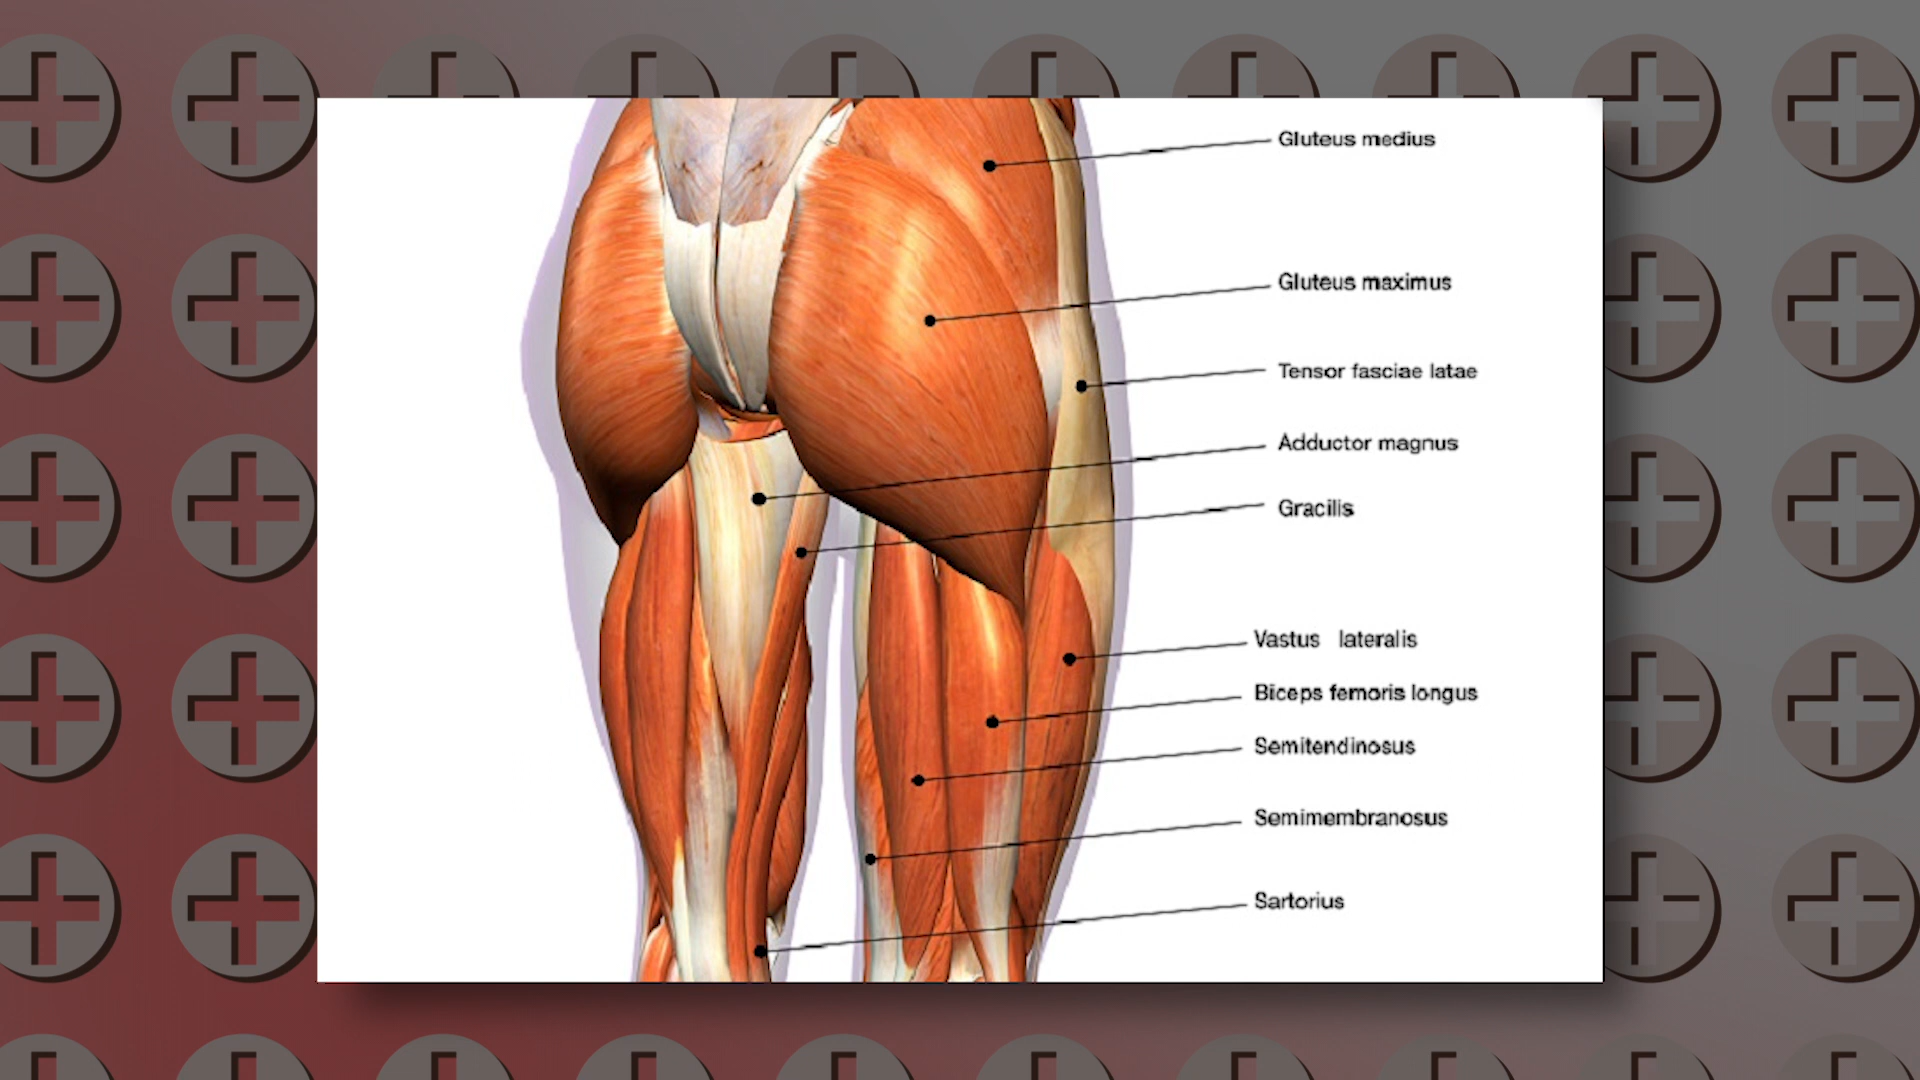 Gluteus medius
Gluteus maximus
Tensor fasciae latae
Adductor magnus
Gracilis
Vastus lateralis
Biceps femoris longus
Semitendinosus
Semimembranosus
Sartorius